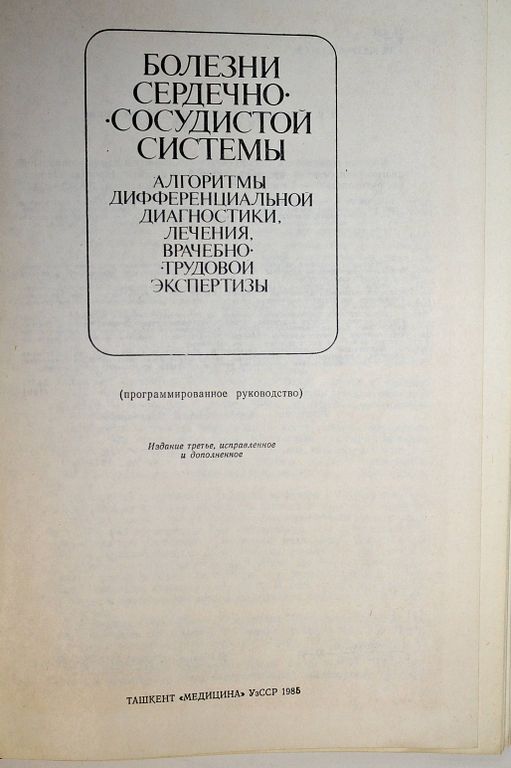 БОЛЕЗНИ
СЕРДЕЧНО-
-СОСУДИСТОЙ
СИСТЕМЫ
АЛГОРИТМЫ
ДИФФЕРЕНЦИАЛЬНОЙ
ДИАГНОСТИКИ,
ЛЕЧЕНИЯ,
ВРАЧЕБНО-
-ТРУДОВОЙ
ЭКСПЕРТИЗЫ
(программированное руководство)
Издание третье, исправленное
и дополненное
ТАШКЕНТ «МЕДИЦИНА» УзССР 1985